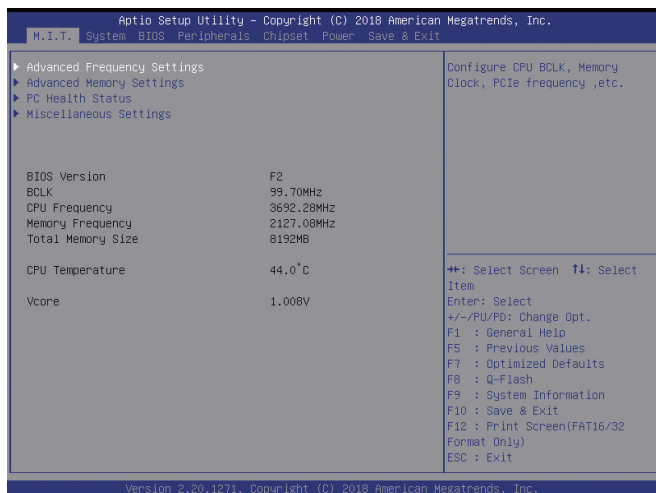 Aptio Setup Utility – Copyright (C) 2018 American Megatrends, Inc.
M.I.T. System BIOS Peripherals Chipset Power Save & Exit
Advanced Frequency Settings
Advanced Memory Settings
PC Health Status
Miscellaneous Settings
BIOS Version F2
BCLK 99.70MHz
CPU Frequency 3692.28MHz
Memory Frequency 2127.08MHz
Total Memory Size 8192MB
CPU Temperature 44.0°C
Vcore 1.008V
Configure CPU BCLK, Memory
Clock, PCIe frequency ,etc.
→←: Select Screen ↑↓: Select
Item
Enter: Select
+/-/PU/PD: Change Opt.
F1 : General Help
F5 : Previous Values
F7 : Optimized Defaults
F8 : Q-Flash
F9 : System Information
F10 : Save & Exit
F12 : Print Screen(FAT16/32
Format Only)
ESC : Exit
Version 2.20.1271. Copyright (C) 2018 American Megatrends, Inc.